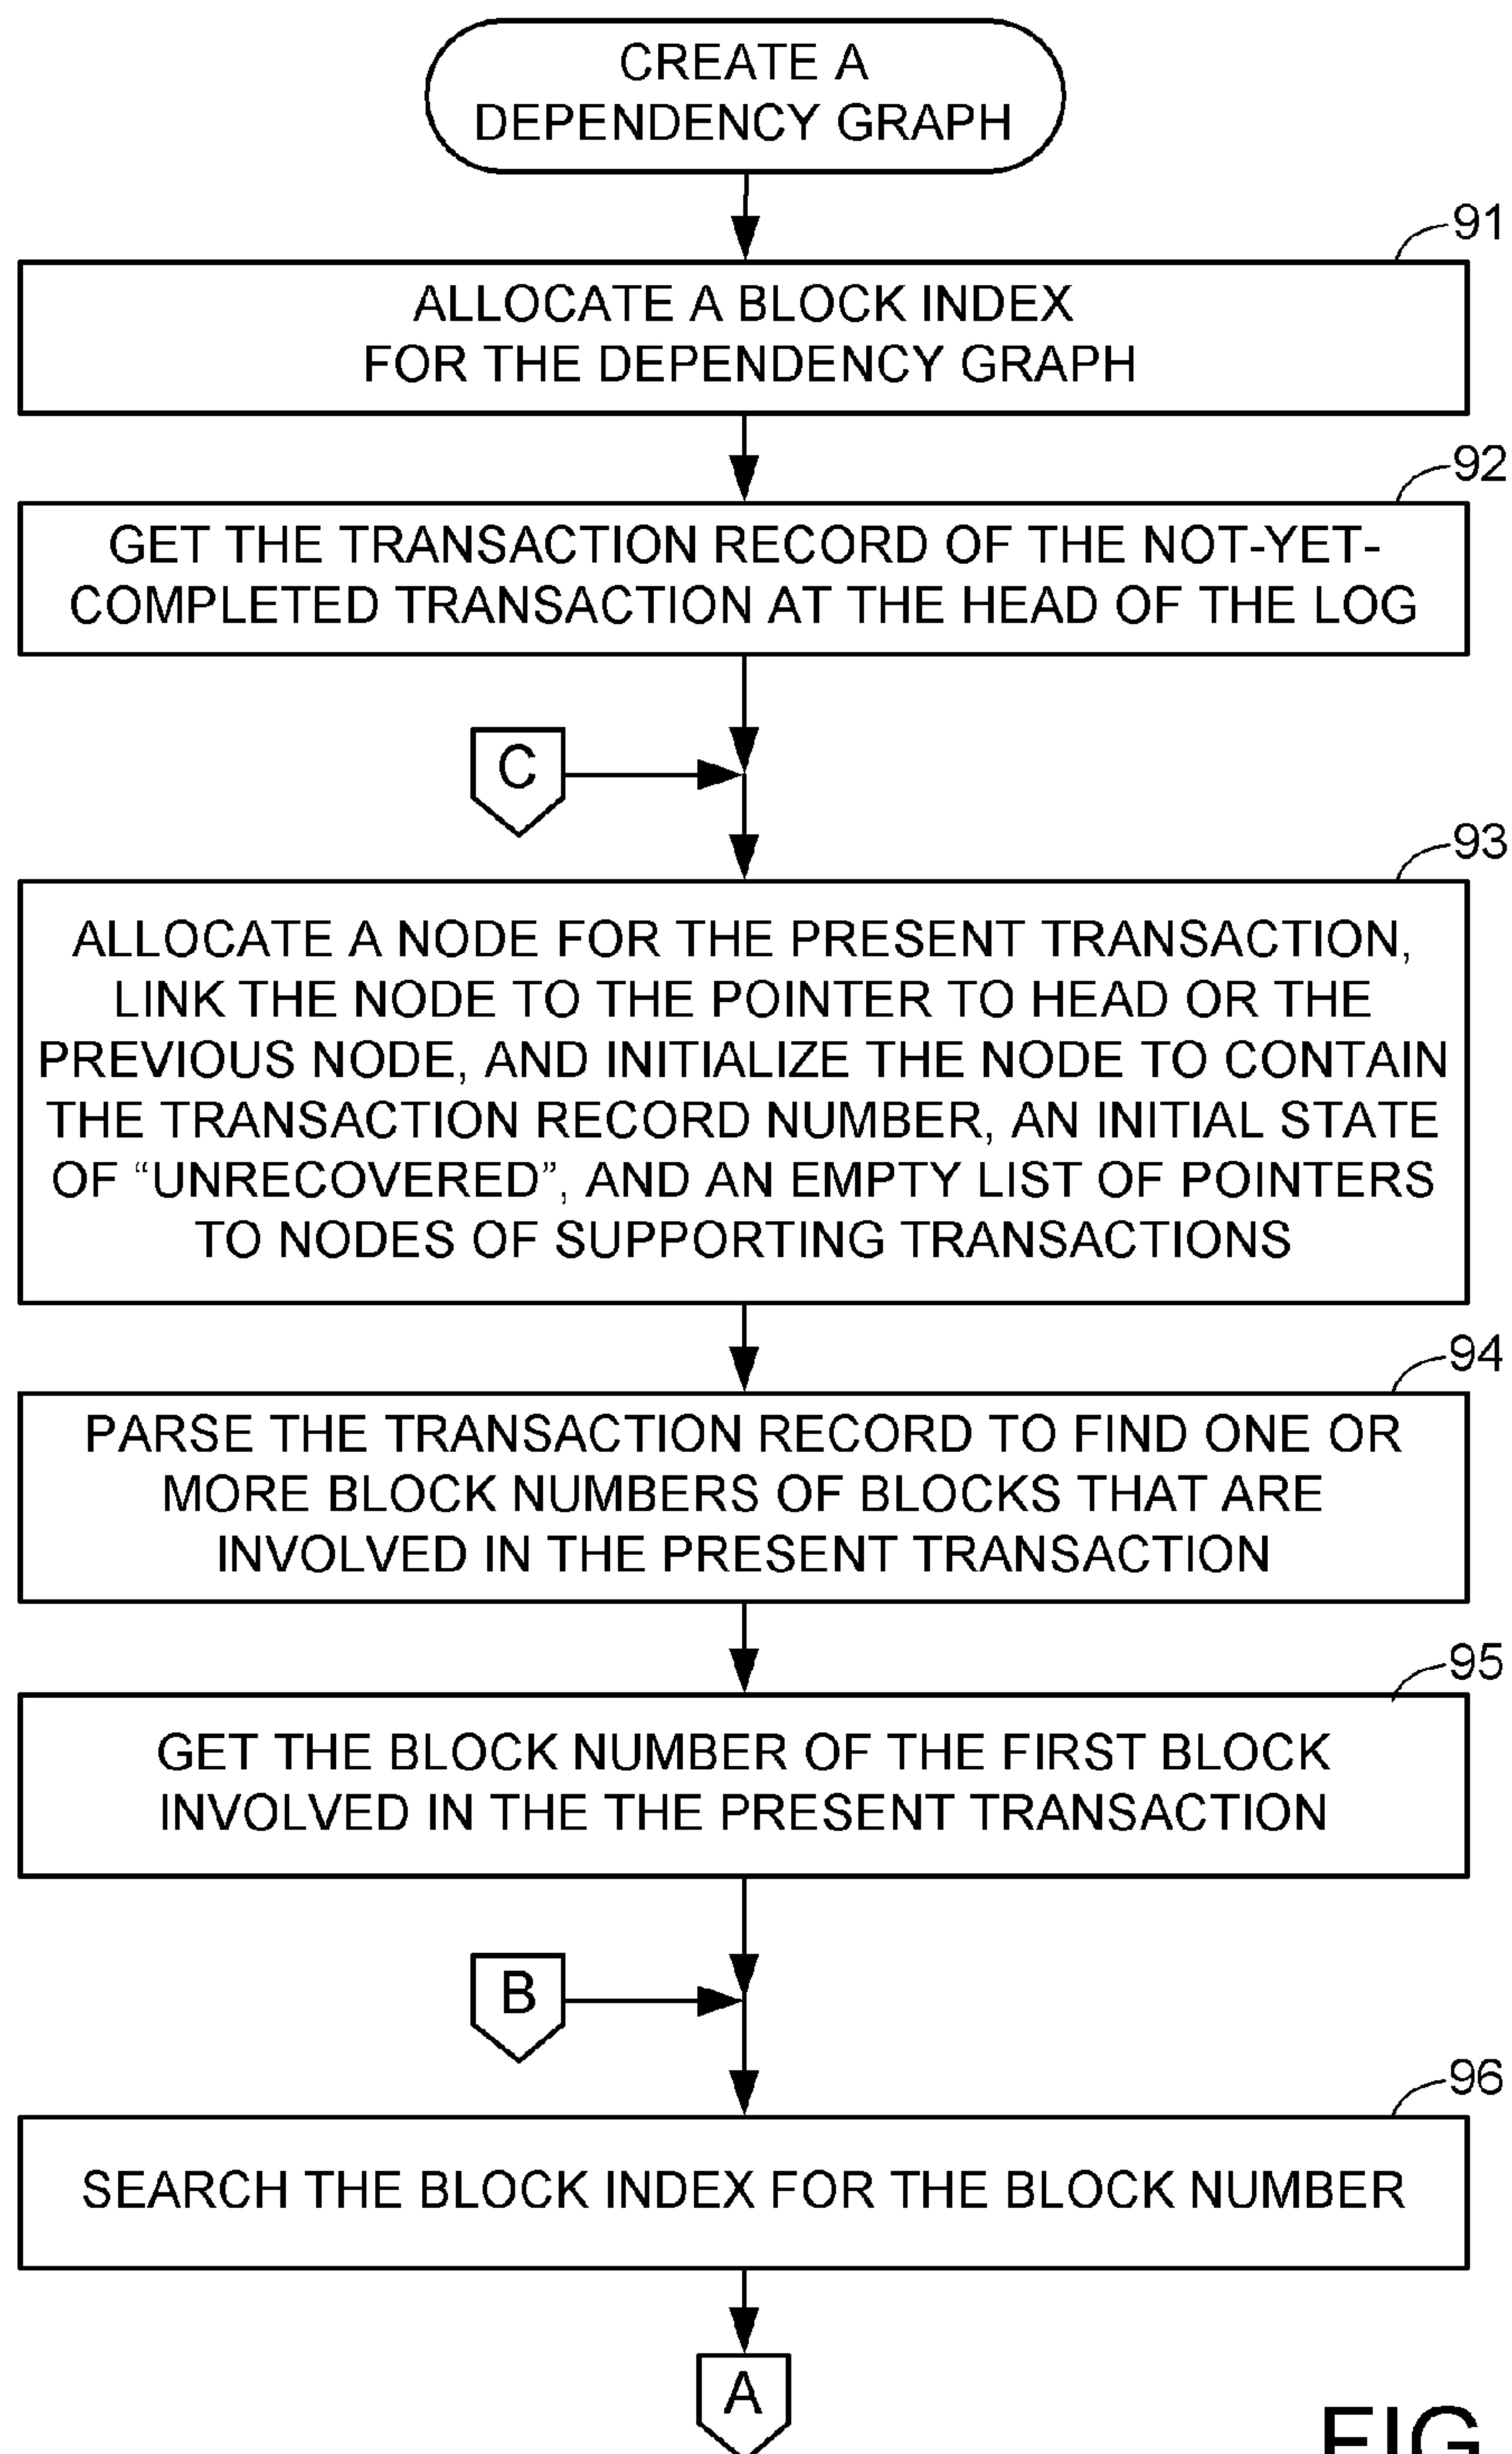 CREATE A
DEPENDENCY GRAPH
91
ALLOCATE A BLOCK INDEX
FOR THE DEPENDENCY GRAPH
92
GET THE TRANSACTION RECORD OF THE NOT-YET-
COMPLETED TRANSACTION AT THE HEAD OF THE LOG
C
93
ALLOCATE A NODE FOR THE PRESENT TRANSACTION,
LINK THE NODE TO THE POINTER TO HEAD OR THE
PREVIOUS NODE, AND INITIALIZE THE NODE TO CONTAIN
THE TRANSACTION RECORD NUMBER, AN INITIAL STATE
OF “UNRECOVERED”, AND AN EMPTY LIST OF POINTERS
TO NODES OF SUPPORTING TRANSACTIONS
94
PARSE THE TRANSACTION RECORD TO FIND ONE OR
MORE BLOCK NUMBERS OF BLOCKS THAT ARE
INVOLVED IN THE PRESENT TRANSACTION
95
GET THE BLOCK NUMBER OF THE FIRST BLOCK
INVOLVED IN THE THE PRESENT TRANSACTION
B
96
SEARCH THE BLOCK INDEX FOR THE BLOCK NUMBER
A
FIG